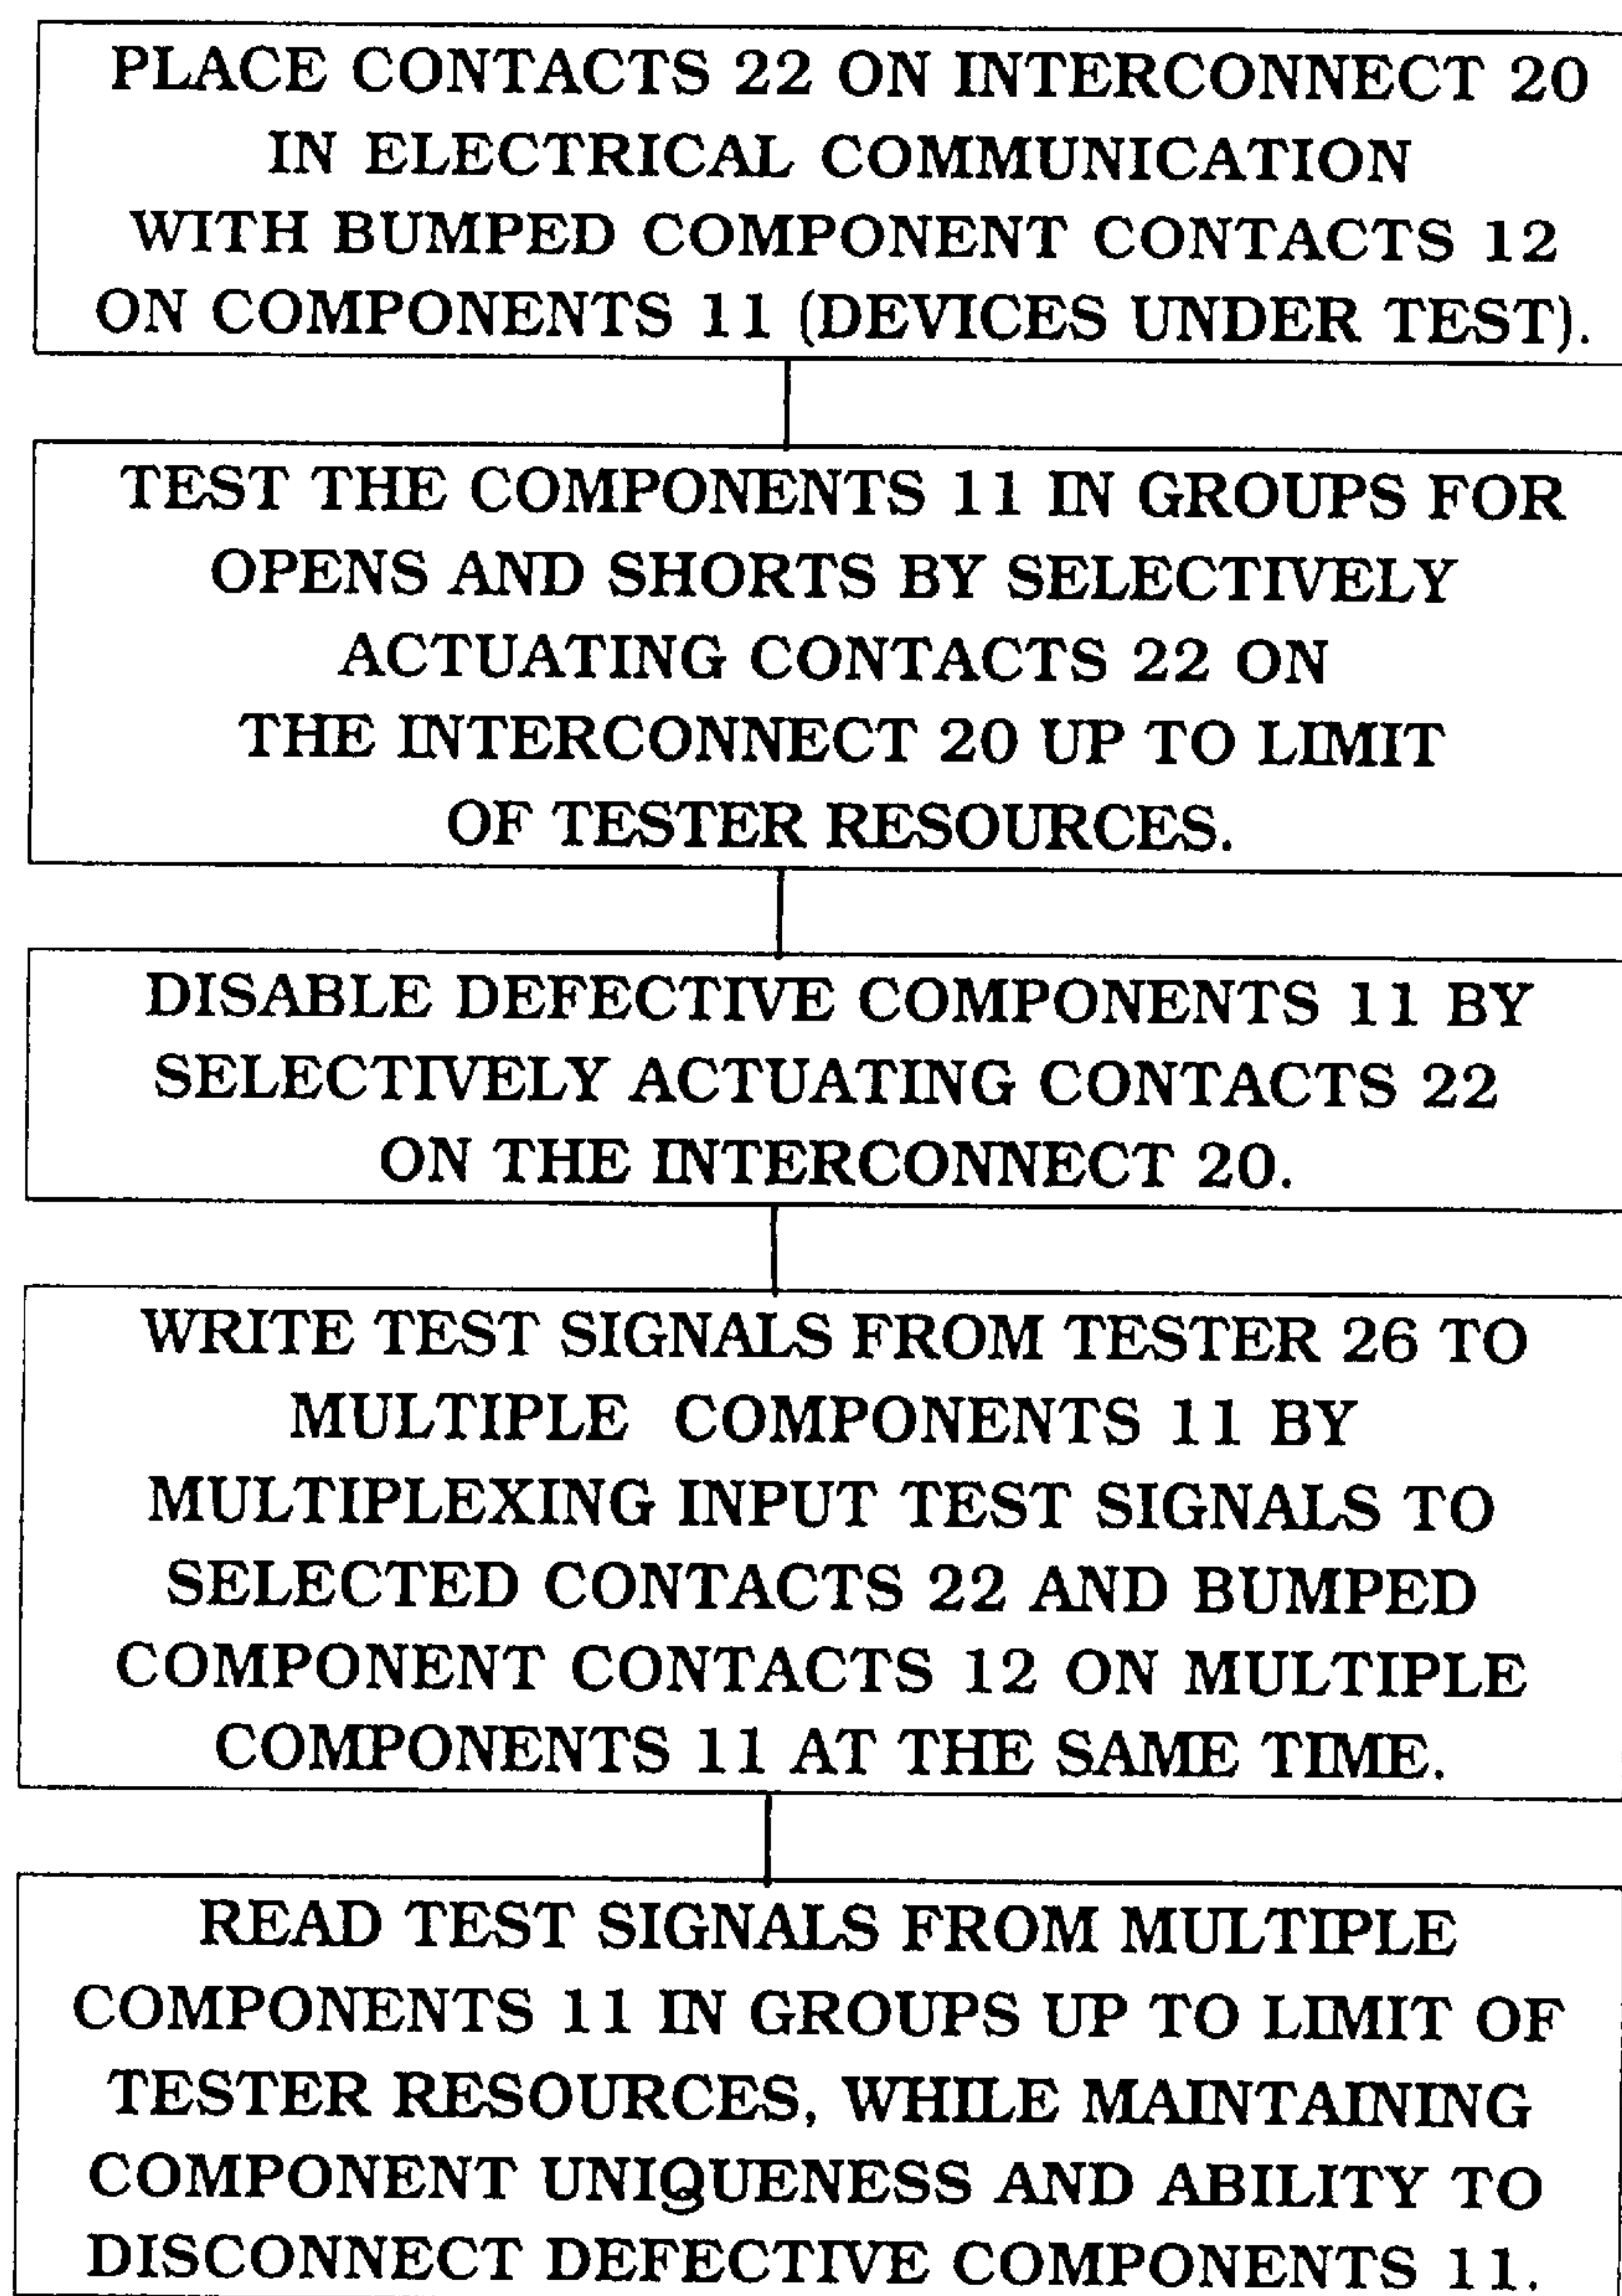 PLACE CONTACTS 22 ON INTERCONNECT 20
IN ELECTRICAL COMMUNICATION
WITH BUMPED COMPONENT CONTACTS 12
ON COMPONENTS 11 (DEVICES UNDER TEST).
TEST THE COMPONENTS 11 IN GROUPS FOR
OPENS AND SHORTS BY SELECTIVELY
ACTUATING CONTACTS 22 ON
THE INTERCONNECT 20 UP TO LIMIT
OF TESTER RESOURCES.
DISABLE DEFECTIVE COMPONENTS 11 BY
SELECTIVELY ACTUATING CONTACTS 22
ON THE INTERCONNECT 20.
WRITE TEST SIGNALS FROM TESTER 26 TO
MULTIPLE COMPONENTS 11 BY
MULTIPLEXING INPUT TEST SIGNALS TO
SELECTED CONTACTS 22 AND BUMPED
COMPONENT CONTACTS 12 ON MULTIPLE
COMPONENTS 11 AT THE SAME TIME.
READ TEST SIGNALS FROM MULTIPLE
COMPONENTS 11 IN GROUPS UP TO LIMIT OF
TESTER RESOURCES, WHILE MAINTAINING
COMPONENT UNIQUENESS AND ABILITY TO
DISCONNECT DEFECTIVE COMPONENTS 11.